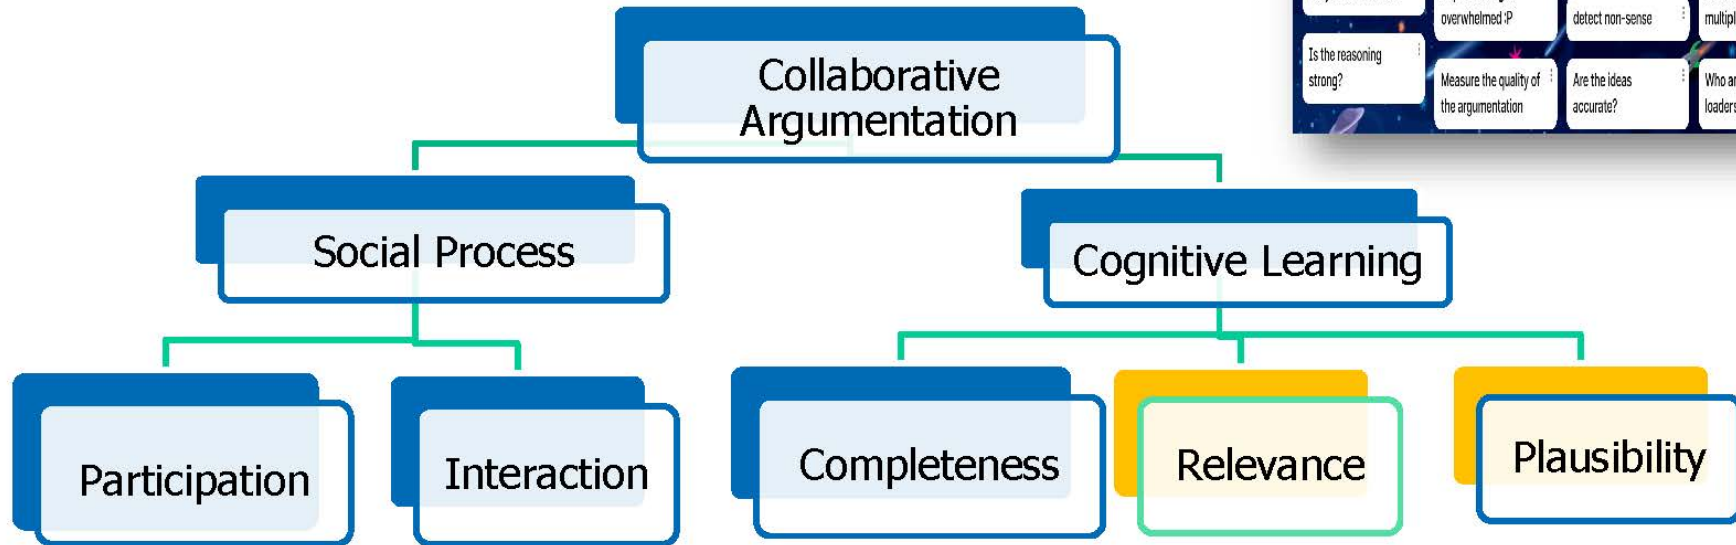 overwhelmed :P
detect non-sense
Is the reasoning
strong?
Measure the quality of
the argumentation
Are the ideas
accurate?
Collaborative
Argumentation
Social Process
Cognitive Learning
Participation
Interaction
Completeness
Relevance
Plausibility